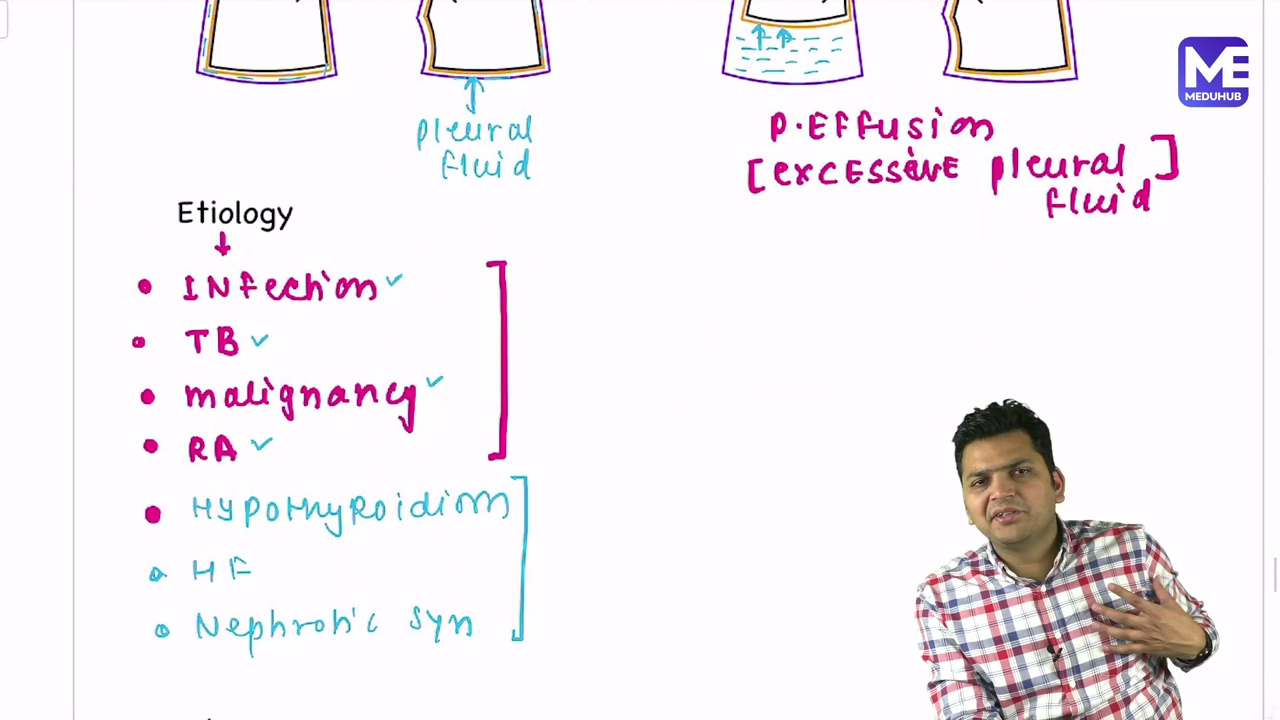 ME
MEDUHUB
pleural
fluid
P.Effusion
[excessive pleural
fluid]
Etiology
• Infection ✓
• TB ✓
• malignancy ✓
• RA ✓
• Hypothyroidism
• HF
• Nephrotic syn